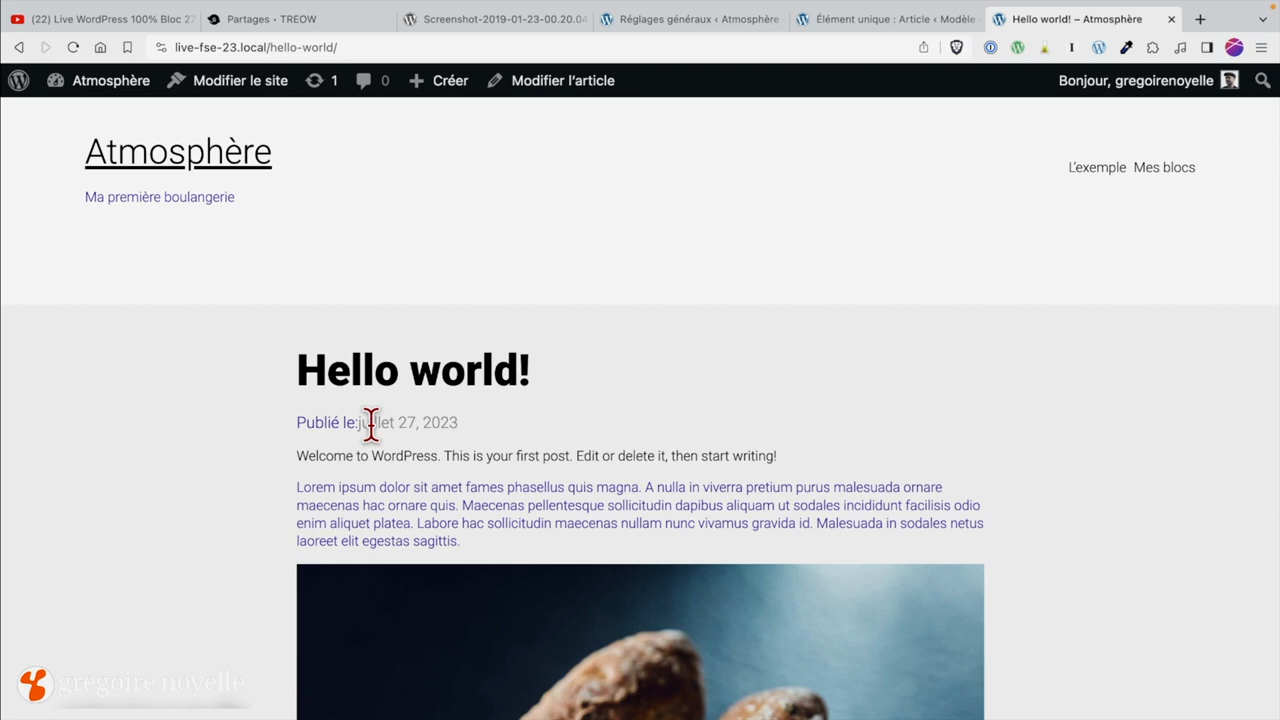 (22) Live WordPress 100% Bloc 27
Partages • TREOW
Screenshot-2019-01-23-00.20.04
Réglages généraux ‹ Atmosphère
Élément unique : Article ‹ Modèle
Hello world! – Atmosphère
live-fse-23.local/hello-world/
Atmosphère
Modifier le site
1
0
Créer
Modifier l’article
Bonjour, gregoirenoyelle
Atmosphère
L’exemple Mes blocs
Ma première boulangerie
Hello world!
Publié le:juillet 27, 2023
Welcome to WordPress. This is your first post. Edit or delete it, then start writing!
Lorem ipsum dolor sit amet fames phasellus quis magna. A nulla in viverra pretium purus malesuada ornare
maecenas hac ornare quis. Maecenas pellentesque sollicitudin dapibus aliquam ut sodales incididunt facilisis odio
enim aliquet platea. Labore hac sollicitudin maecenas nullam nunc vivamus gravida id. Malesuada in sodales netus
laoreet elit egestas sagittis.
grégoire noyelle